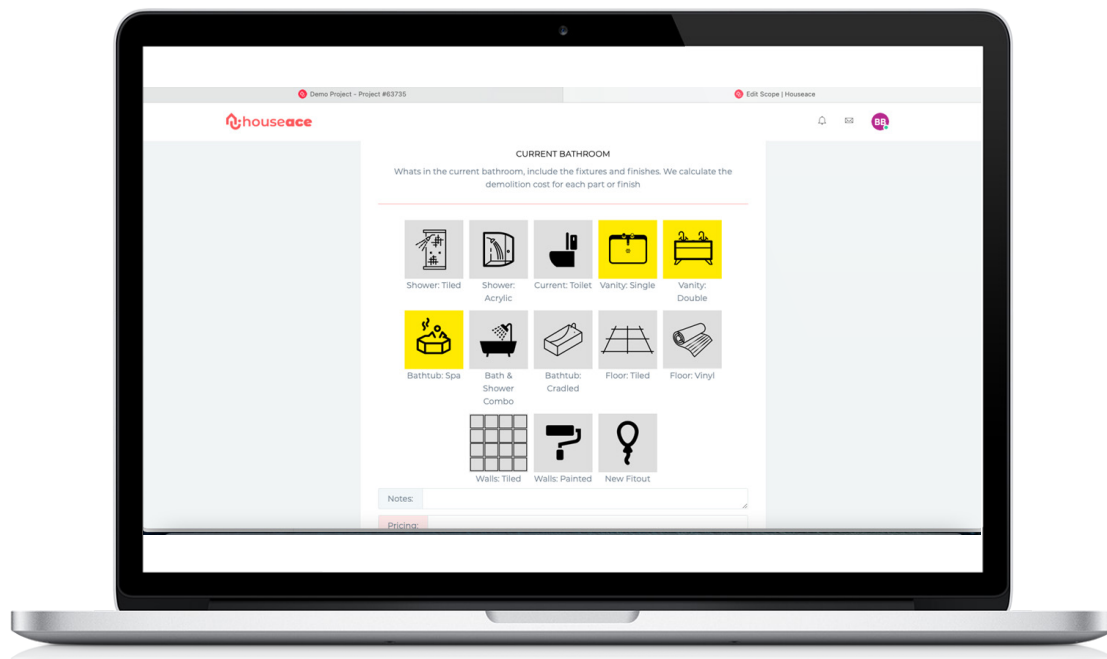 Demo Project - Project #63735
Edit Scope | Houseace
houseace
BB
CURRENT BATHROOM
Whats in the current bathroom, include the fixtures and finishes. We calculate the
demolition cost for each part or finish
Shower: Tiled
Shower:
Acrylic
Current: Toilet
Vanity: Single
Vanity:
Double
Bathtub: Spa
Bath &
Shower
Combo
Bathtub:
Cradled
Floor: Tiled
Floor: Vinyl
Walls: Tiled
Walls: Painted
New Fitout
Notes:
Pricing: